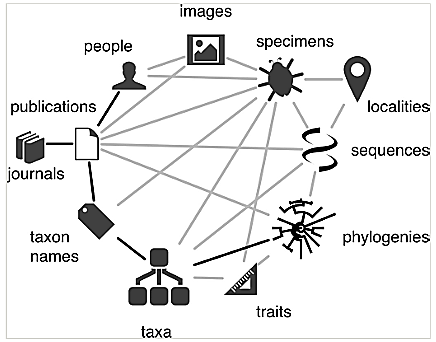 images
people
specimens
publications
localities
journals
sequences
taxon
names
phylogenies
traits
taxa